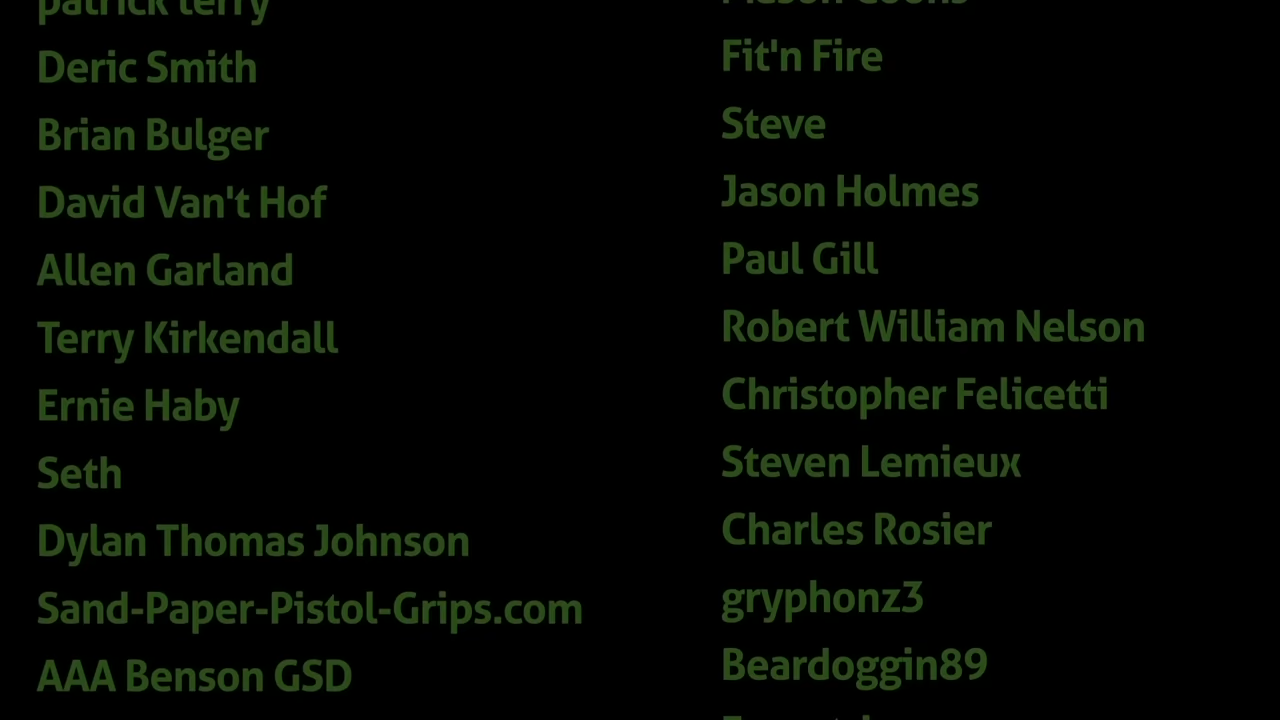 patrick terry
Deric Smith
Brian Bulger
David Van't Hof
Allen Garland
Terry Kirkendall
Ernie Haby
Seth
Dylan Thomas Johnson
Sand-Paper-Pistol-Grips.com
AAA Benson GSD
Fit'n Fire
Steve
Jason Holmes
Paul Gill
Robert William Nelson
Christopher Felicetti
Steven Lemieux
Charles Rosier
gryphonz3
Beardoggin89